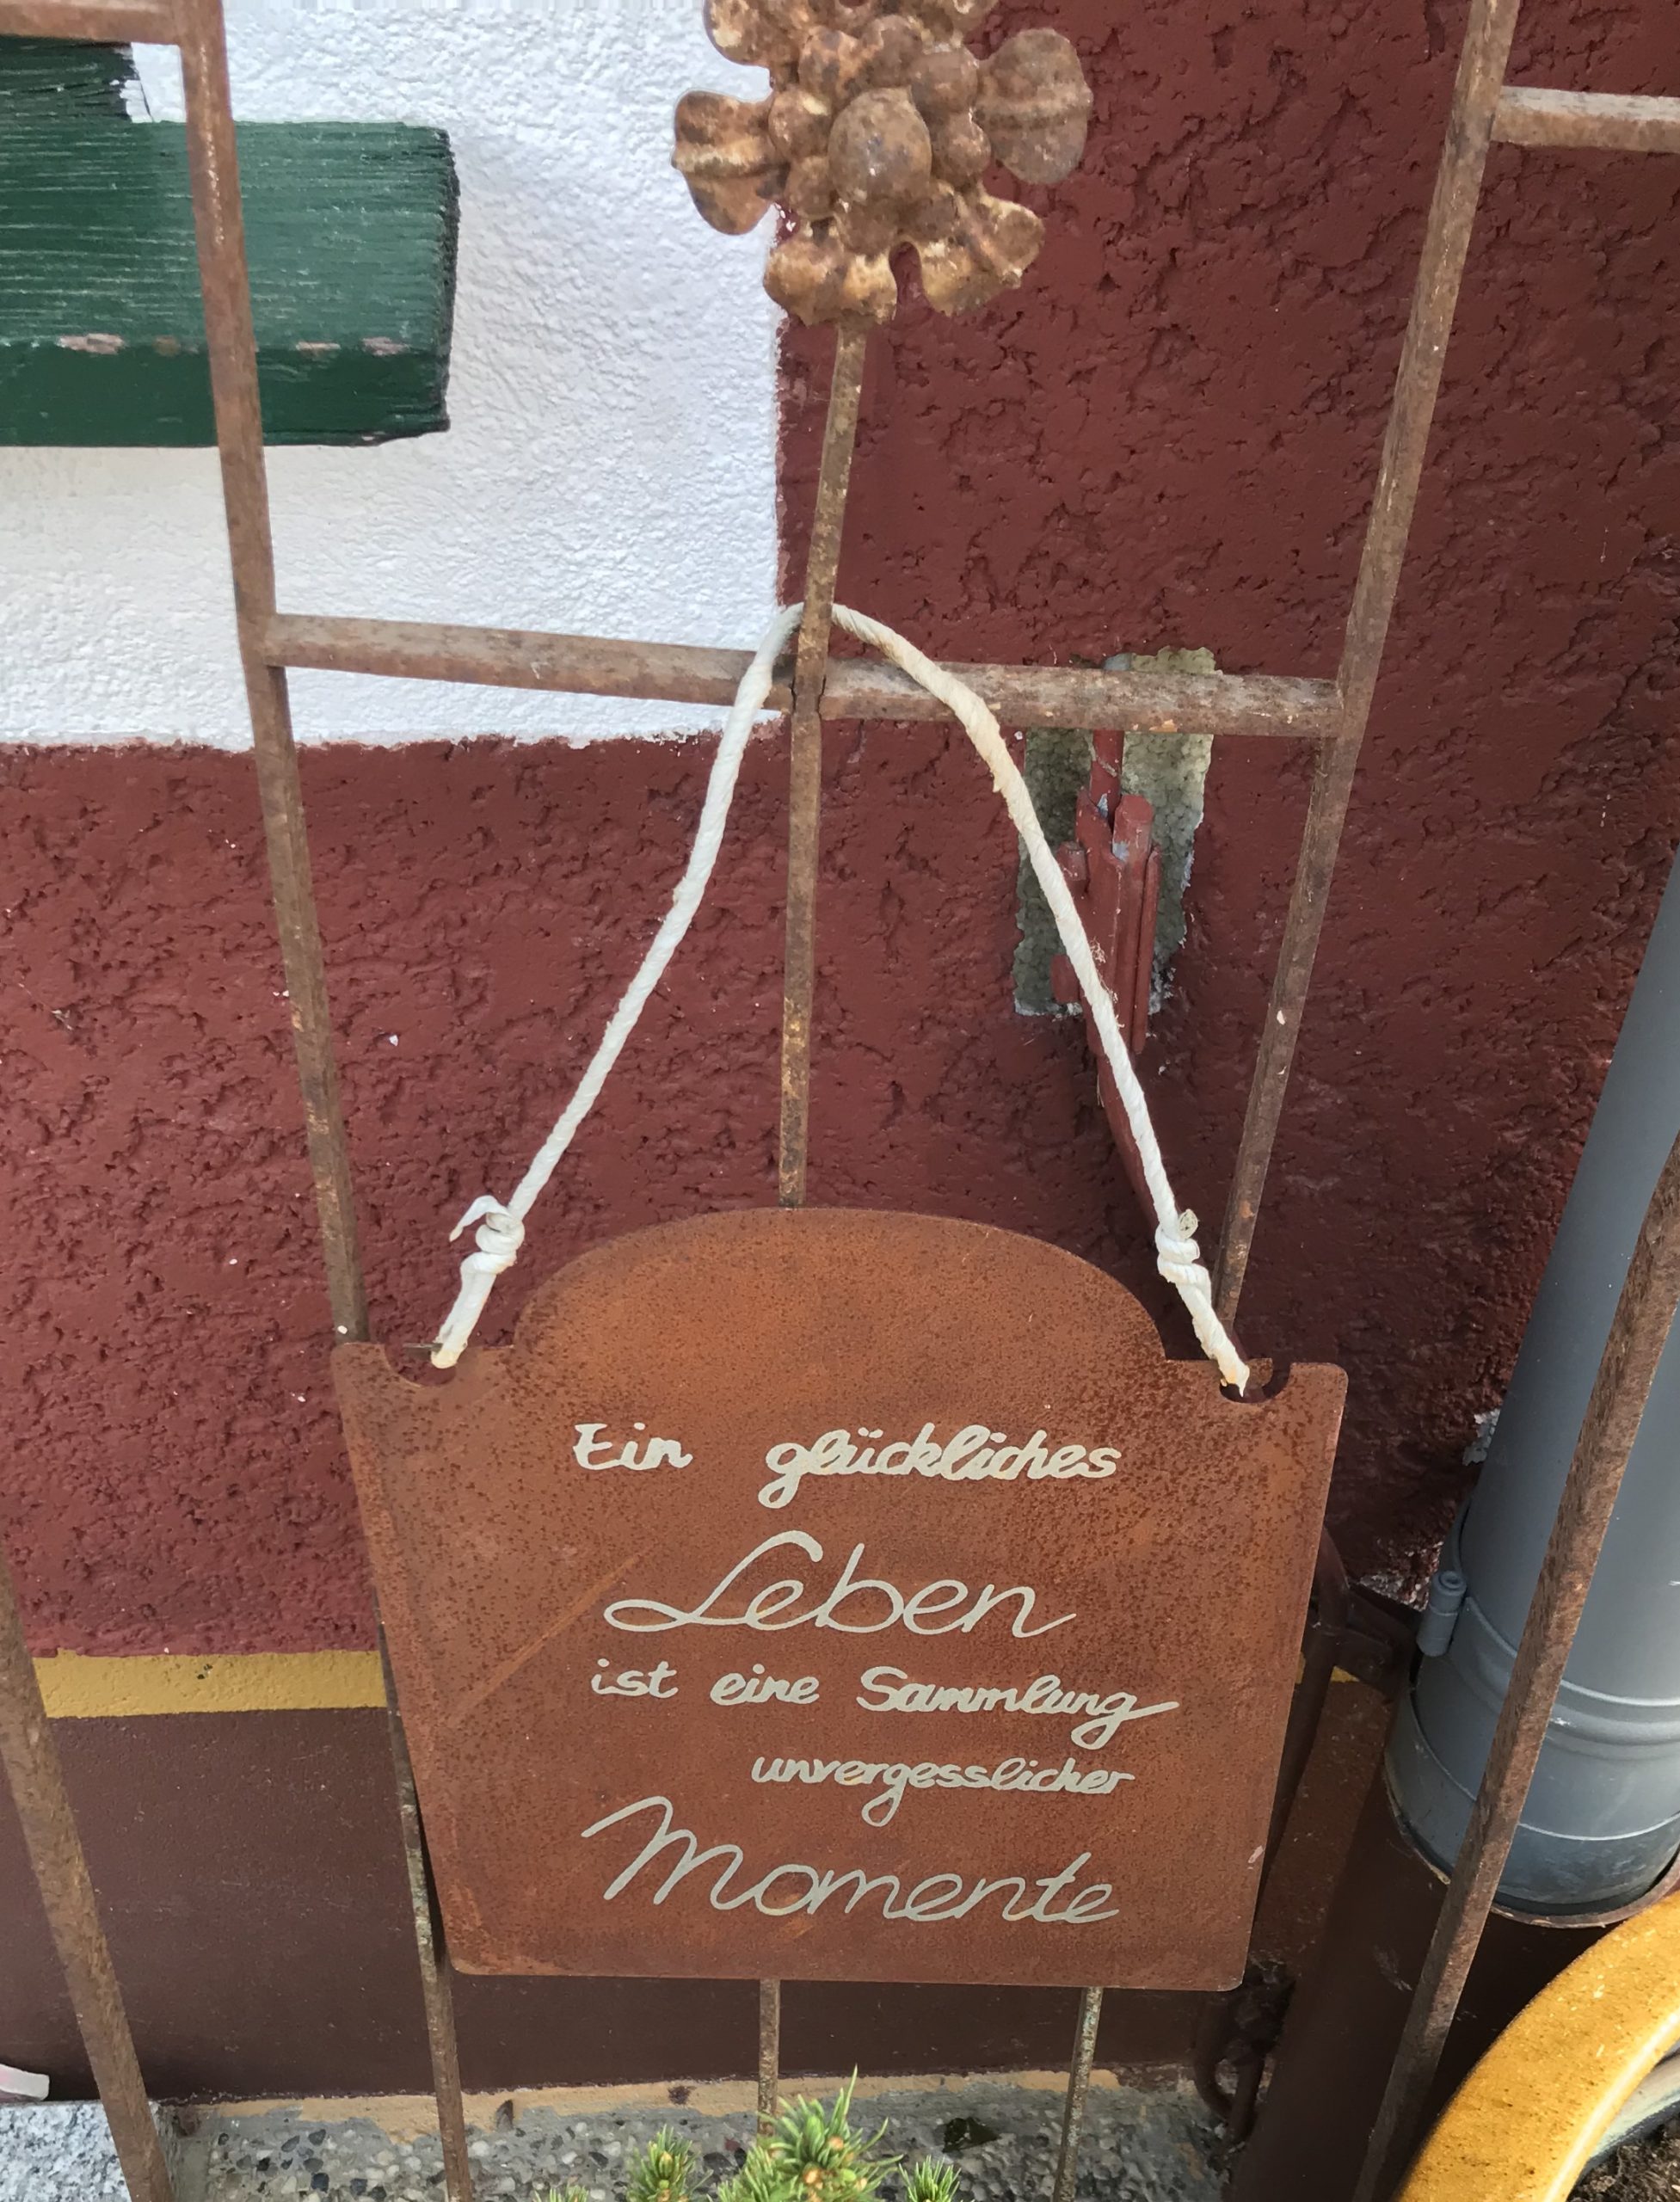 Ein glückliches
Leben
ist eine Sammlung
unvergesslicher
Momente